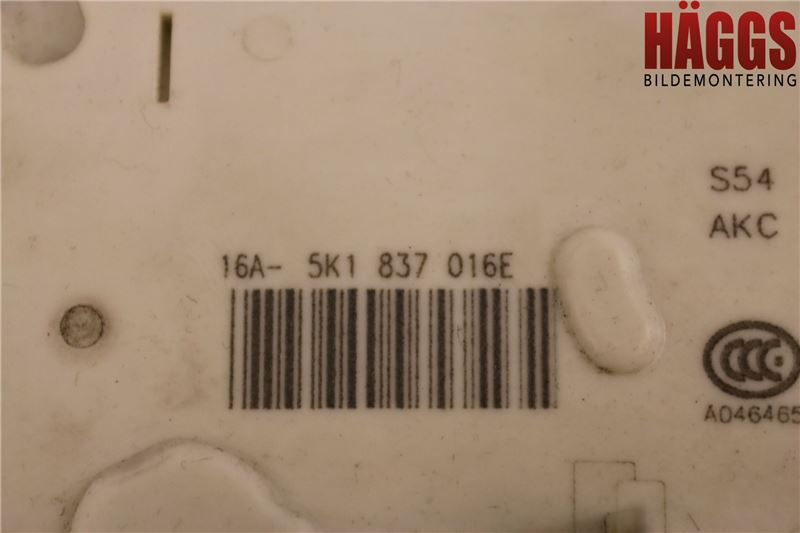 HÄGGS
BILDEMONTERING
S54
AKC
16A- 5K1 837 016E
A046465